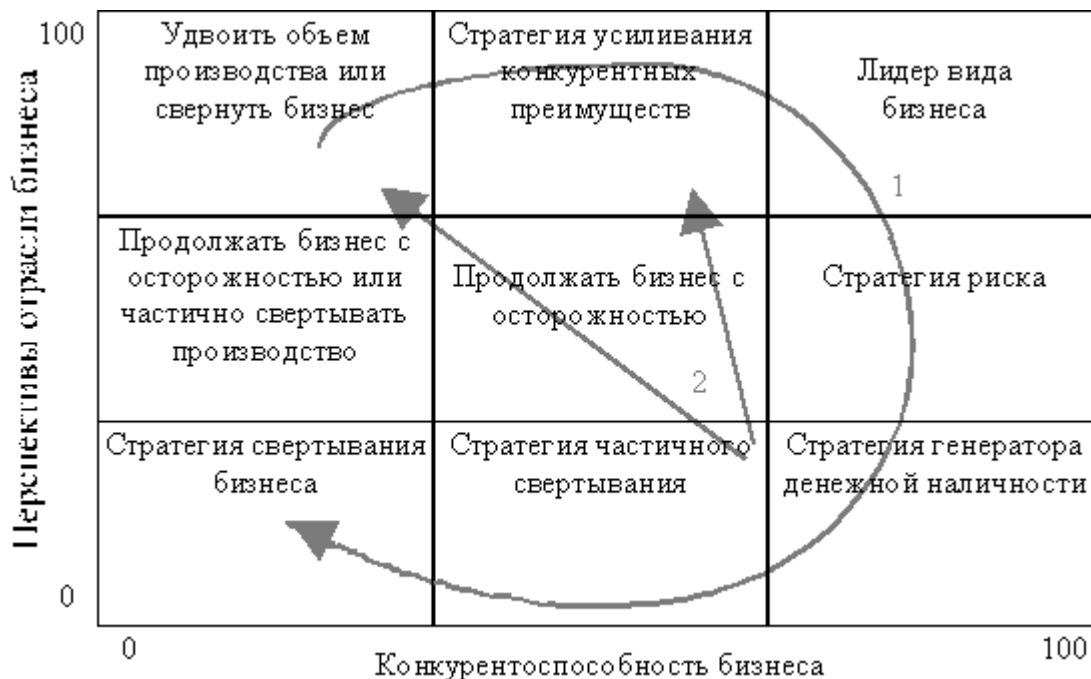 100
Удвоить объем
производства или
свернуть бизнес
Стратегия усиливания
конкурентных
преимуществ
Лидер вида
бизнеса
1
Перспективы отрасли бизнеса
Продолжать бизнес с
осторожностью или
частично свертывать
производство
Продолжать бизнес с
осторожностью
Стратегия риска
2
Стратегия свертывания
бизнеса
Стратегия частичного
свертывания
Стратегия генератора
денежной наличности
0
0
100
Конкурентоспособность бизнеса